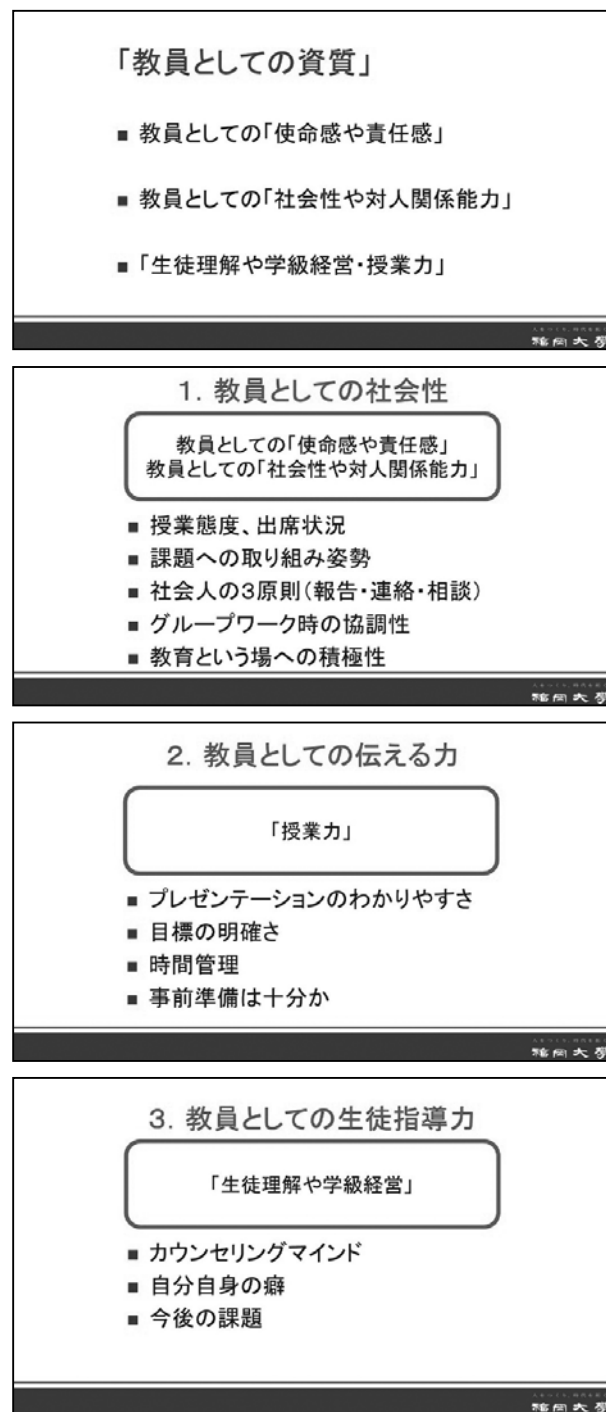 「教員としての資質」
■ 教員としての「使命感や責任感」
■ 教員としての「社会性や対人関係能力」
■ 「生徒理解や学級経営・授業力」
1. 教員としての社会性
教員としての「使命感や責任感」
教員としての「社会性や対人関係能力」
■ 授業態度、出席状況
■ 課題への取り組み姿勢
■ 社会人の3原則(報告・連絡・相談)
■ グループワーク時の協調性
■ 教育という場への積極性
2. 教員としての伝える力
「授業力」
■ プレゼンテーションのわかりやすさ
■ 目標の明確さ
■ 時間管理
■ 事前準備は十分か
3. 教員としての生徒指導力
「生徒理解や学級経営」
■ カウンセリングマインド
■ 自分自身の癖
■ 今後の課題